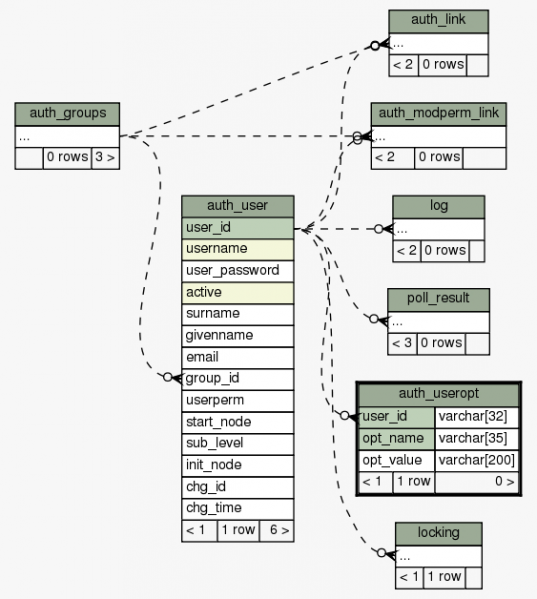 auth_link
...
< 2 0 rows
auth_groups
...
0 rows 3 >
auth_modperm_link
...
< 2 0 rows
auth_user
user_id
username
user_password
active
surname
givenname
email
group_id
userperm
start_node
sub_level
init_node
chg_id
chg_time
< 1 1 row 6 >
log
...
< 2 0 rows
poll_result
...
< 3 0 rows
auth_useropt
user_id varchar[32]
opt_name varchar[35]
opt_value varchar[200]
< 1 1 row 0 >
locking
...
< 1 1 row